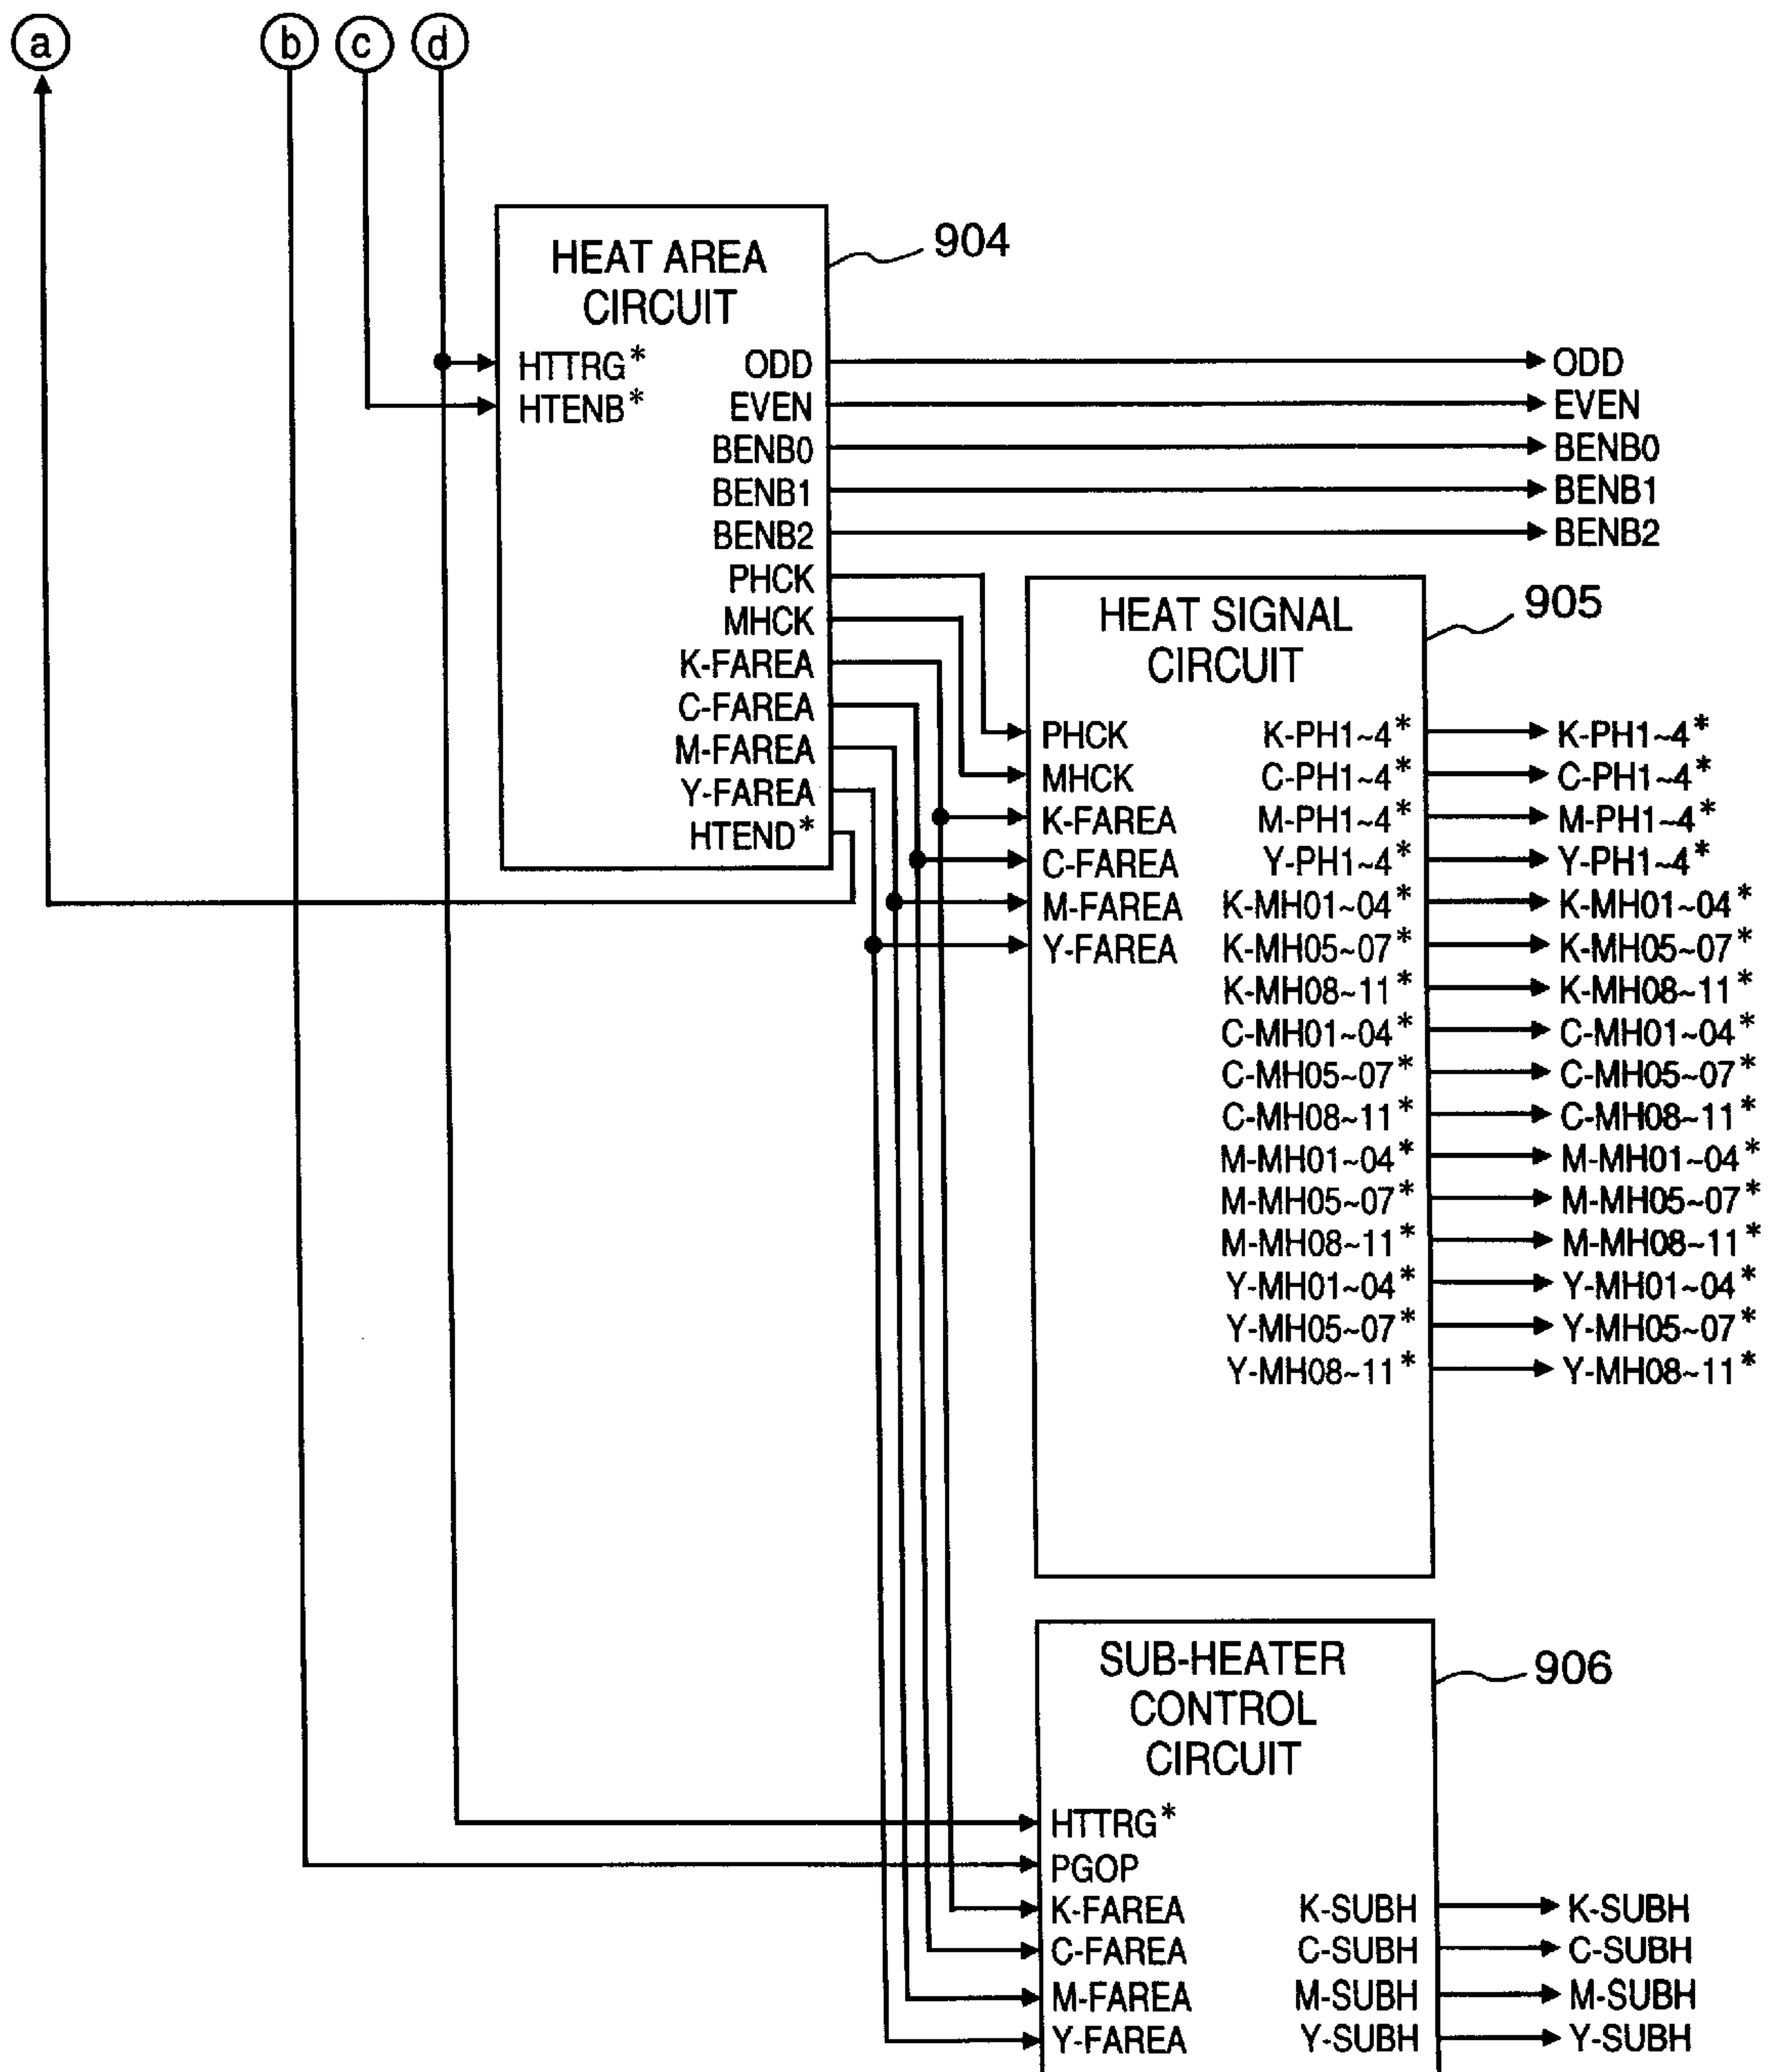 a b c d
HEAT AREA
CIRCUIT
904
HTTRG*
HTENB*
ODD
EVEN
BENB0
BENB1
BENB2
PHCK
MHCK
K-FAREA
C-FAREA
M-FAREA
Y-FAREA
HTEND*
ODD
EVEN
BENB0
BENB1
BENB2
HEAT SIGNAL
CIRCUIT
905
PHCK
MHCK
K-FAREA
C-FAREA
M-FAREA
Y-FAREA
K-PH1~4*
C-PH1~4*
M-PH1~4*
Y-PH1~4*
K-MH01~04*
K-MH05~07*
K-MH08~11*
C-MH01~04*
C-MH05~07*
C-MH08~11*
M-MH01~04*
M-MH05~07*
M-MH08~11*
Y-MH01~04*
Y-MH05~07*
Y-MH08~11*
K-PH1~4*
C-PH1~4*
M-PH1~4*
Y-PH1~4*
K-MH01~04*
K-MH05~07*
K-MH08~11*
C-MH01~04*
C-MH05~07*
C-MH08~11*
M-MH01~04*
M-MH05~07*
M-MH08~11*
Y-MH01~04*
Y-MH05~07*
Y-MH08~11*
SUB-HEATER
CONTROL
CIRCUIT
906
HTTRG*
PGOP
K-FAREA
C-FAREA
M-FAREA
Y-FAREA
K-SUBH
C-SUBH
M-SUBH
Y-SUBH
K-SUBH
C-SUBH
M-SUBH
Y-SUBH